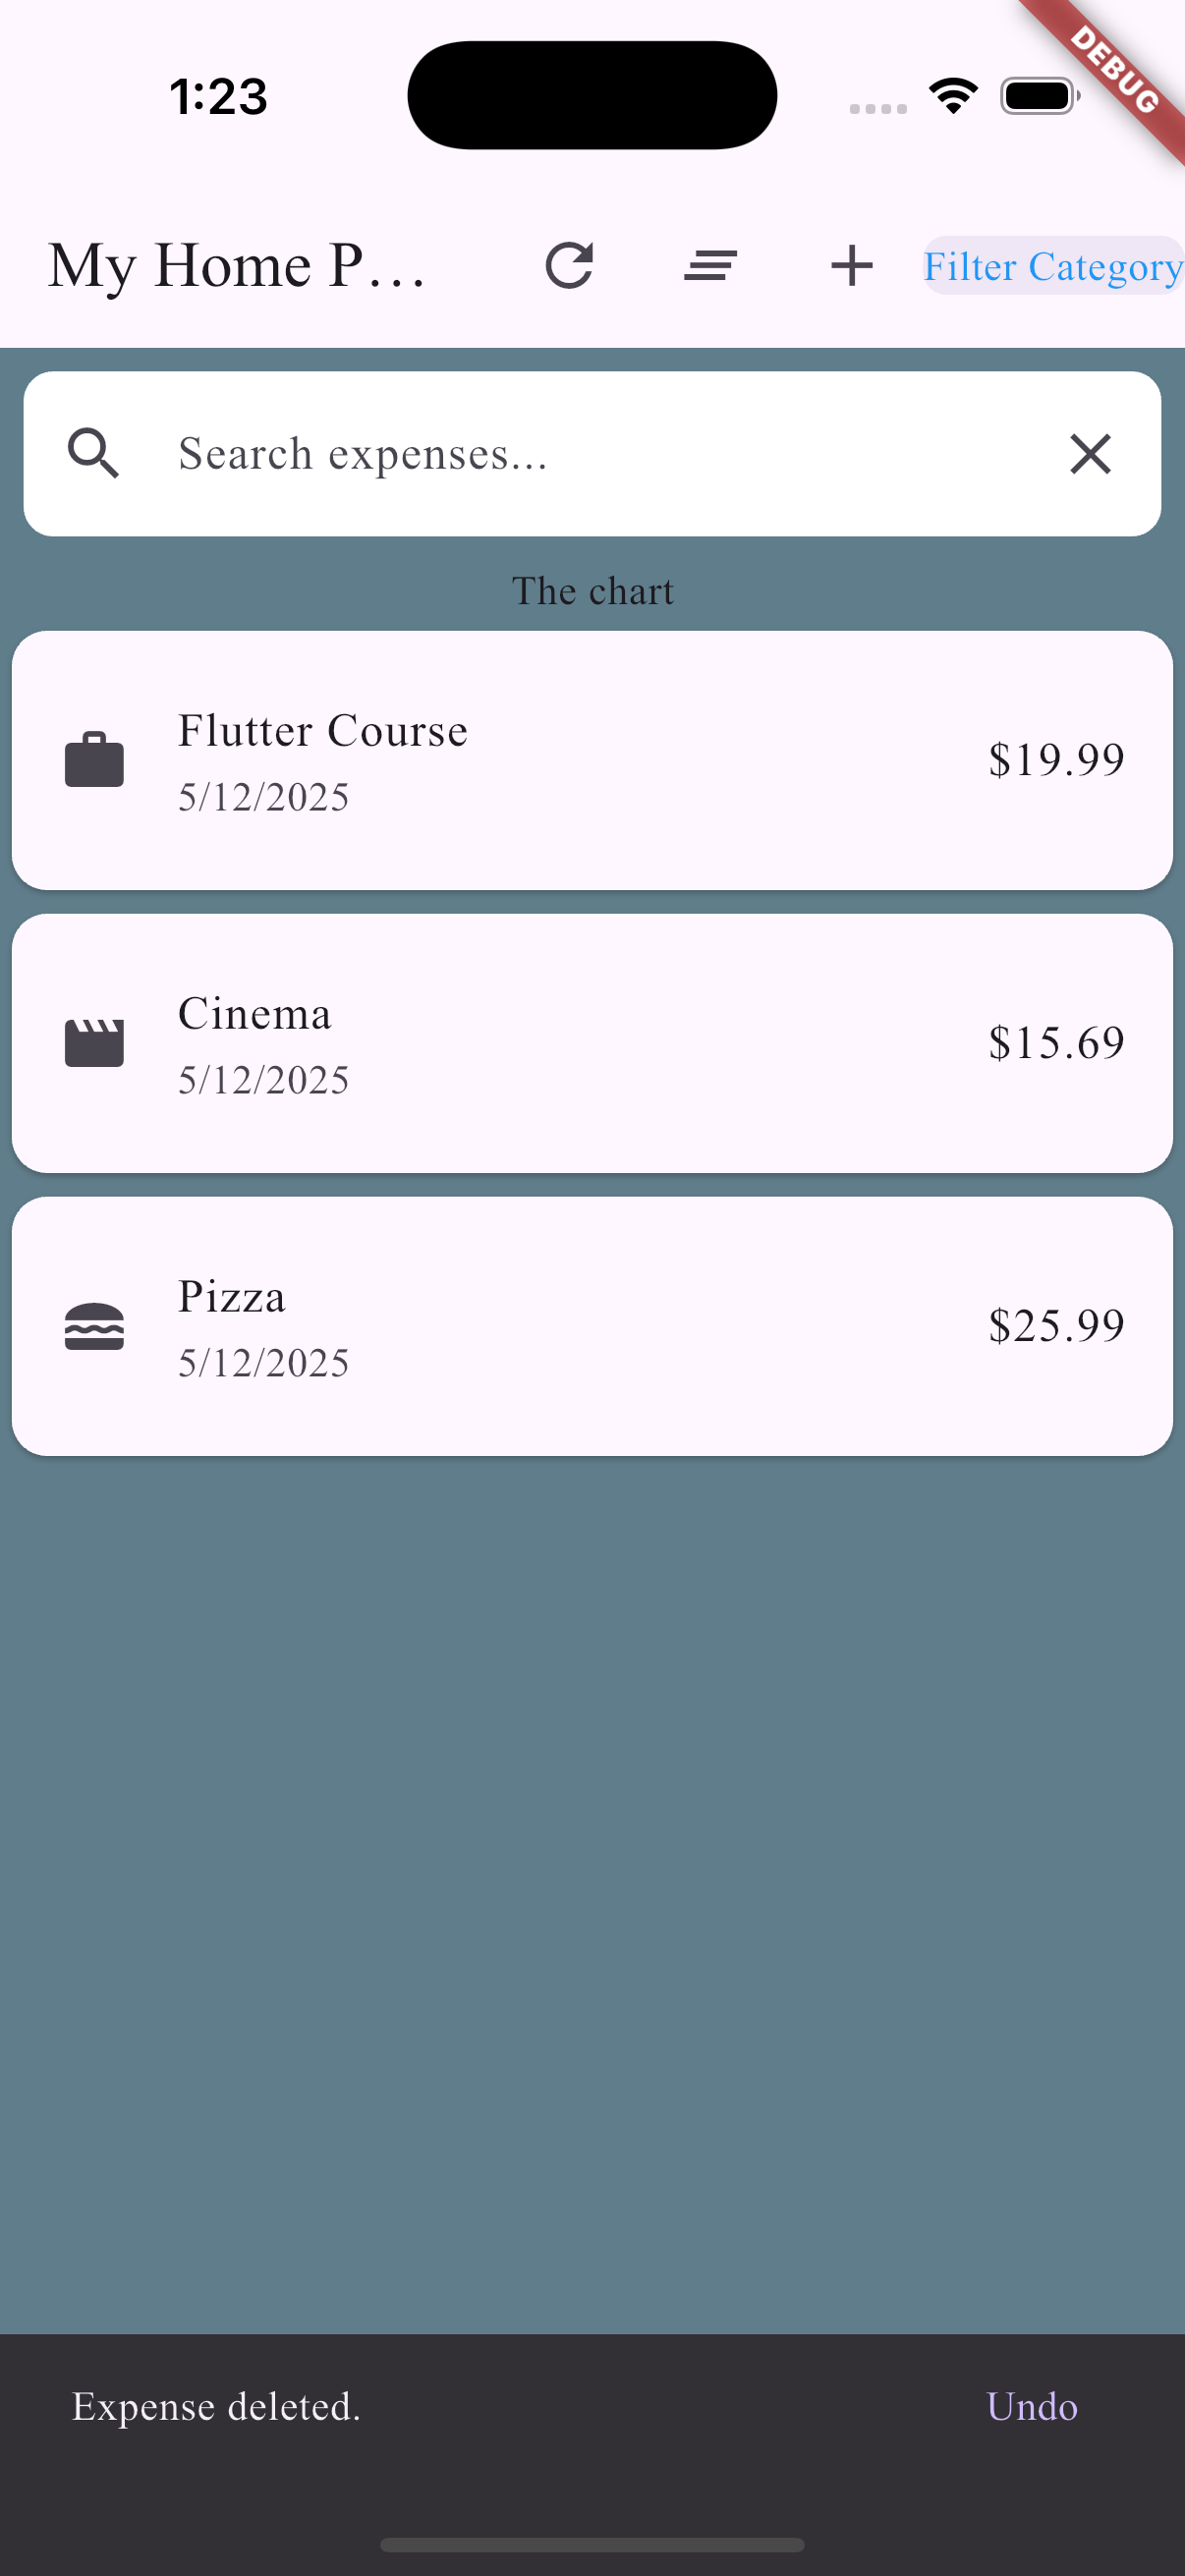 1:23
DEBUG
My Home P...
Filter Category
Search expenses...
The chart
Flutter Course
5/12/2025
$19.99
Cinema
5/12/2025
$15.69
Pizza
5/12/2025
$25.99
Expense deleted.
Undo